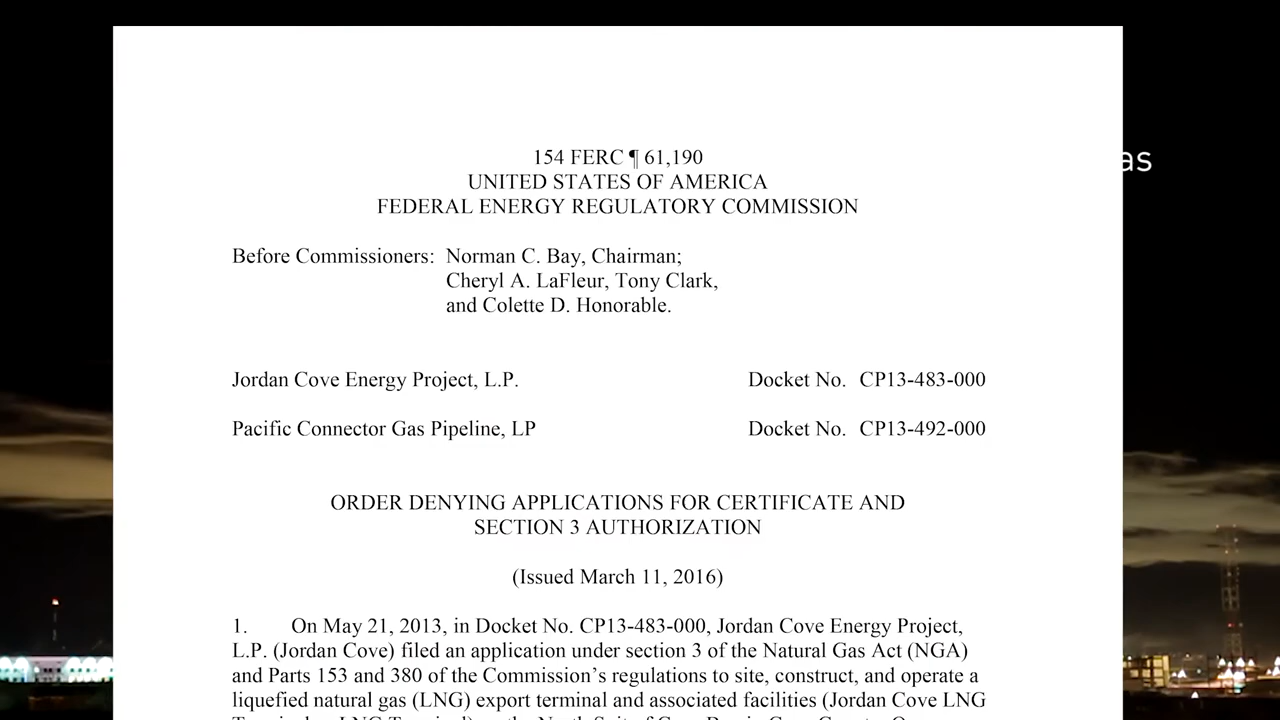 154 FERC ¶ 61,190
UNITED STATES OF AMERICA
FEDERAL ENERGY REGULATORY COMMISSION
as
Before Commissioners: Norman C. Bay, Chairman;
Cheryl A. LaFleur, Tony Clark,
and Colette D. Honorable.
Jordan Cove Energy Project, L.P. Docket No. CP13-483-000
Pacific Connector Gas Pipeline, LP Docket No. CP13-492-000
ORDER DENYING APPLICATIONS FOR CERTIFICATE AND
SECTION 3 AUTHORIZATION
(Issued March 11, 2016)
1. On May 21, 2013, in Docket No. CP13-483-000, Jordan Cove Energy Project,
L.P. (Jordan Cove) filed an application under section 3 of the Natural Gas Act (NGA)
and Parts 153 and 380 of the Commission’s regulations to site, construct, and operate a
liquefied natural gas (LNG) export terminal and associated facilities (Jordan Cove LNG